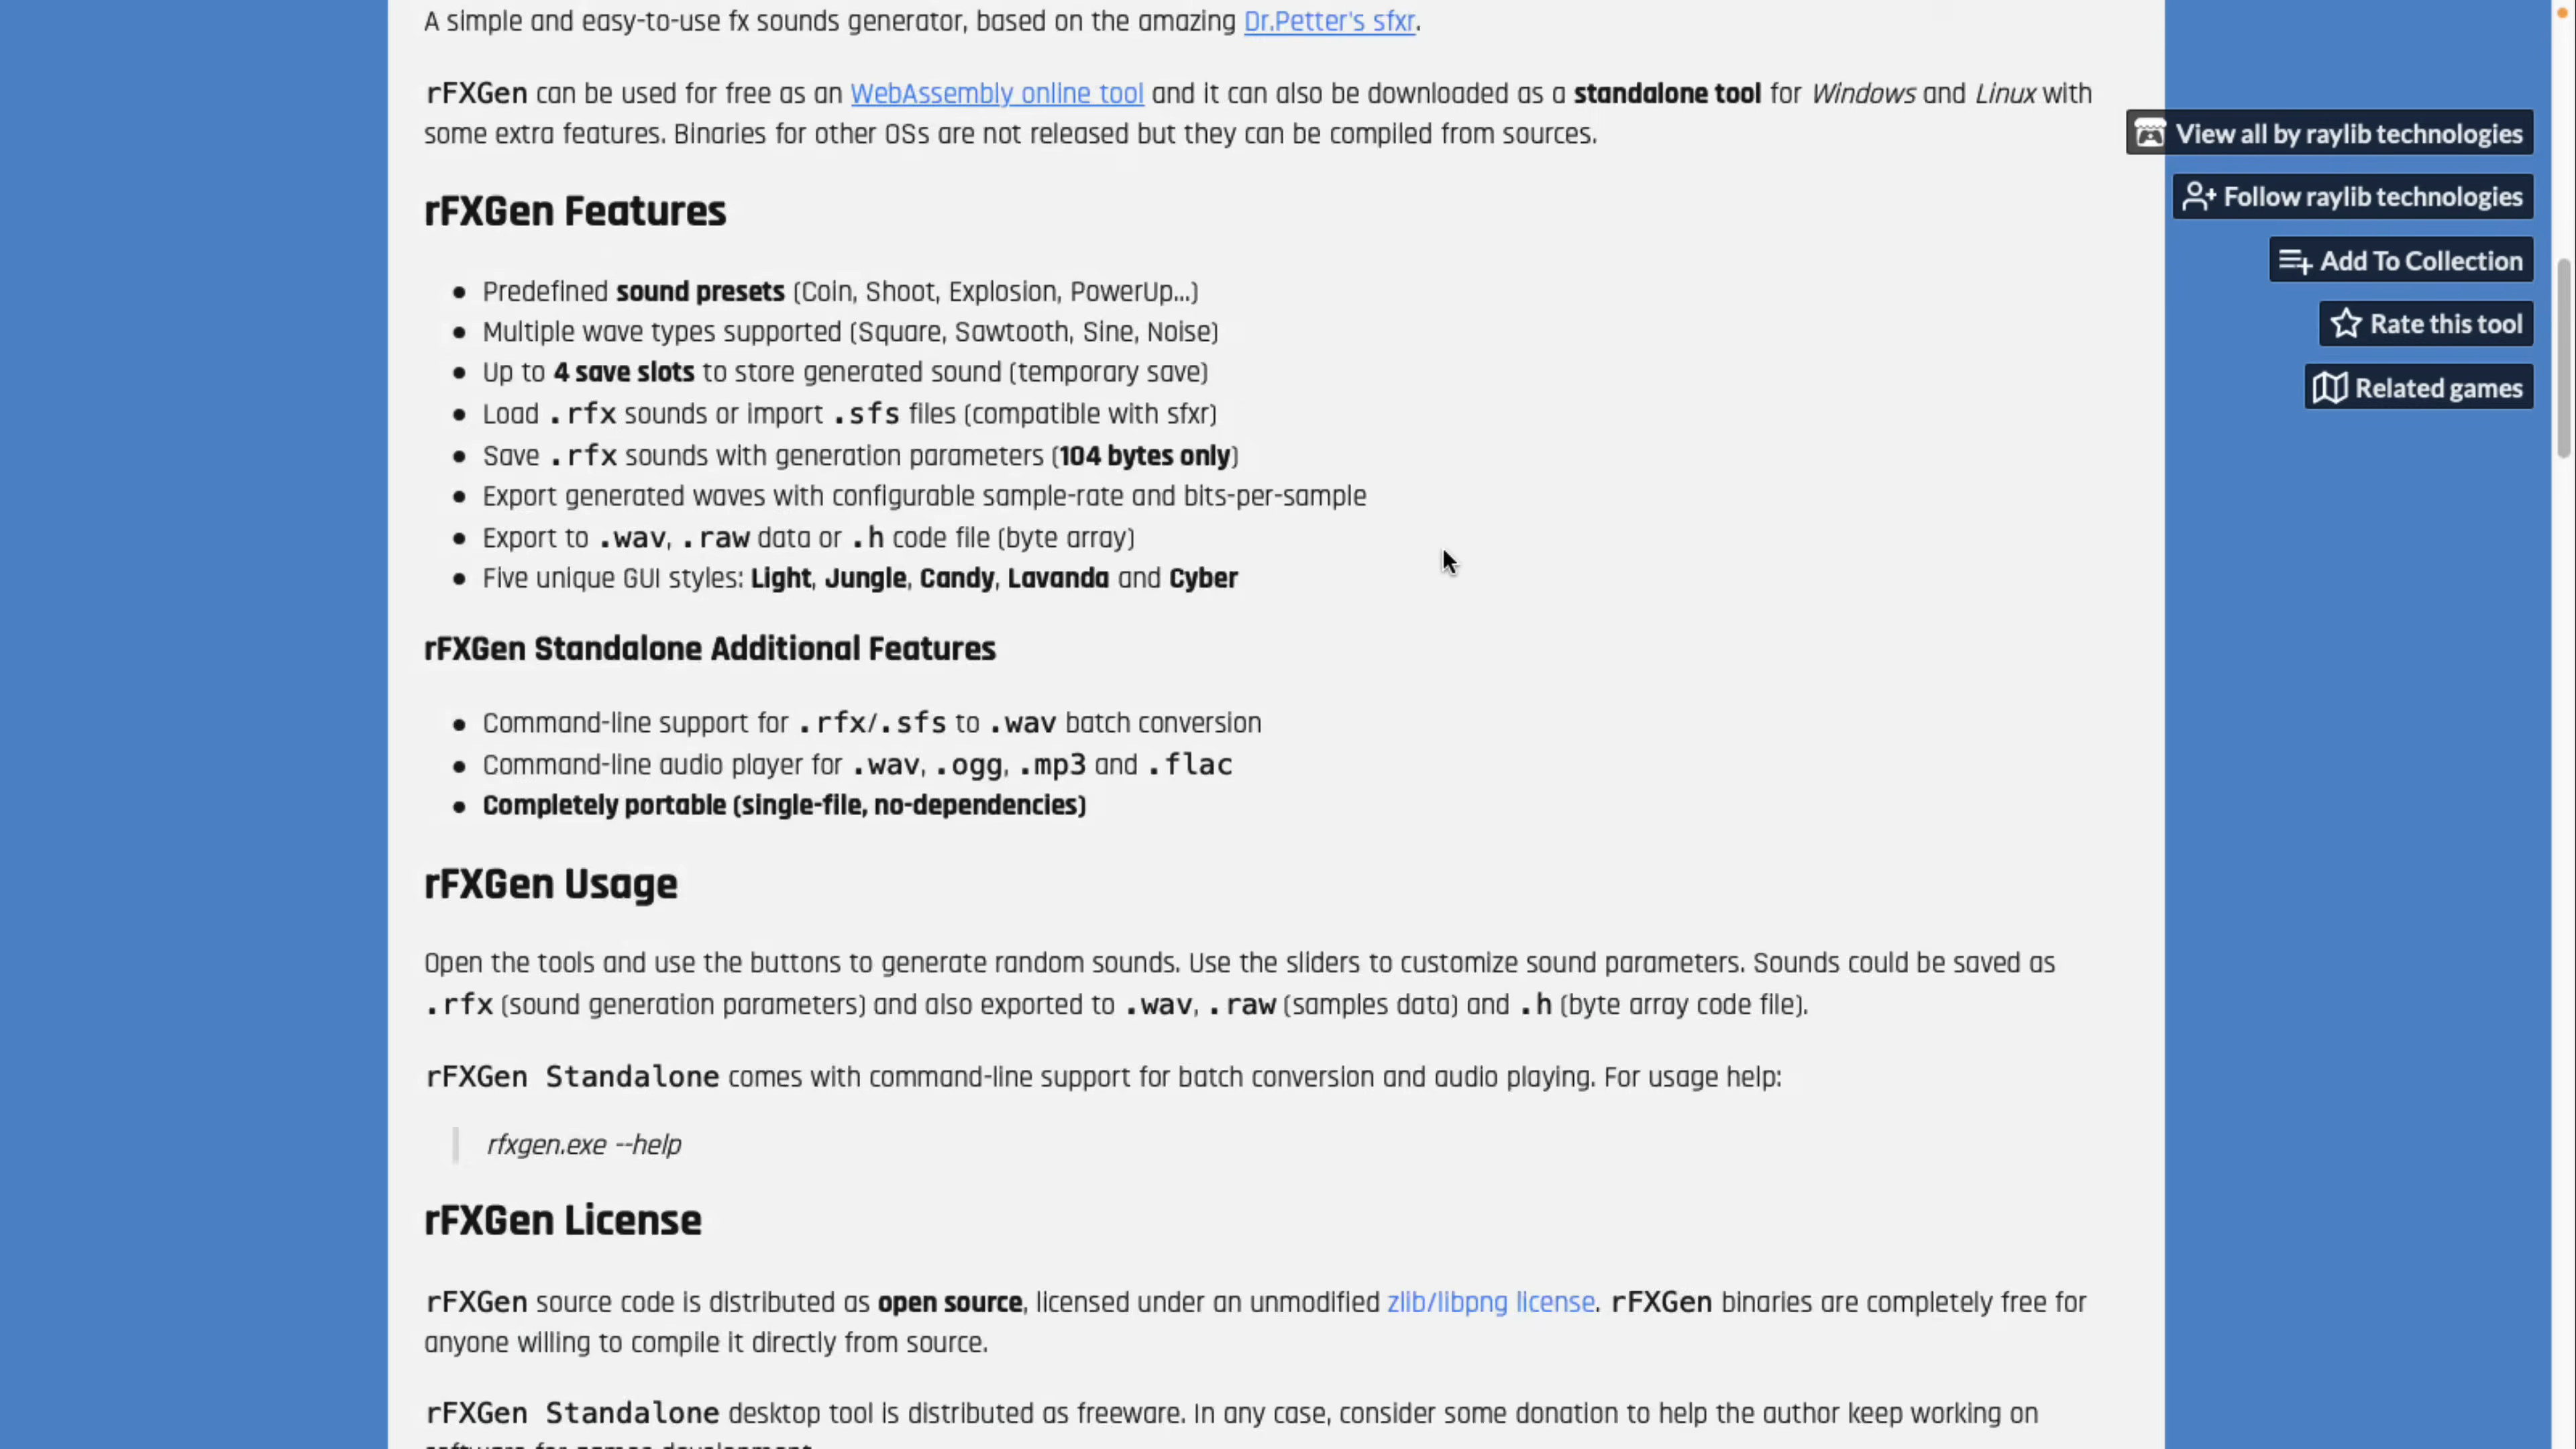 A simple and easy-to-use fx sounds generator, based on the amazing Dr.Petter's sfxr.
rFXGen can be used for free as an WebAssembly online tool and it can also be downloaded as a standalone tool for Windows and Linux with
some extra features. Binaries for other OSs are not released but they can be compiled from sources.
View all by raylib technologies
Follow raylib technologies
Add To Collection
Rate this tool
Related games
rFXGen Features
Predefined sound presets (Coin, Shoot, Explosion, PowerUp...)
Multiple wave types supported (Square, Sawtooth, Sine, Noise)
Up to 4 save slots to store generated sound (temporary save)
Load .rfx sounds or import .sfs files (compatible with sfxr)
Save .rfx sounds with generation parameters (104 bytes only)
Export generated waves with configurable sample-rate and bits-per-sample
Export to .wav, .raw data or .h code file (byte array)
Five unique GUI styles: Light, Jungle, Candy, Lavanda and Cyber
rFXGen Standalone Additional Features
Command-line support for .rfx/.sfs to .wav batch conversion
Command-line audio player for .wav, .ogg, .mp3 and .flac
Completely portable (single-file, no-dependencies)
rFXGen Usage
Open the tools and use the buttons to generate random sounds. Use the sliders to customize sound parameters. Sounds could be saved as
.rfx (sound generation parameters) and also exported to .wav, .raw (samples data) and .h (byte array code file).
rFXGen Standalone comes with command-line support for batch conversion and audio playing. For usage help:
rfxgen.exe --help
rFXGen License
rFXGen source code is distributed as open source, licensed under an unmodified zlib/libpng license. rFXGen binaries are completely free for
anyone willing to compile it directly from source.
rFXGen Standalone desktop tool is distributed as freeware. In any case, consider some donation to help the author keep working on